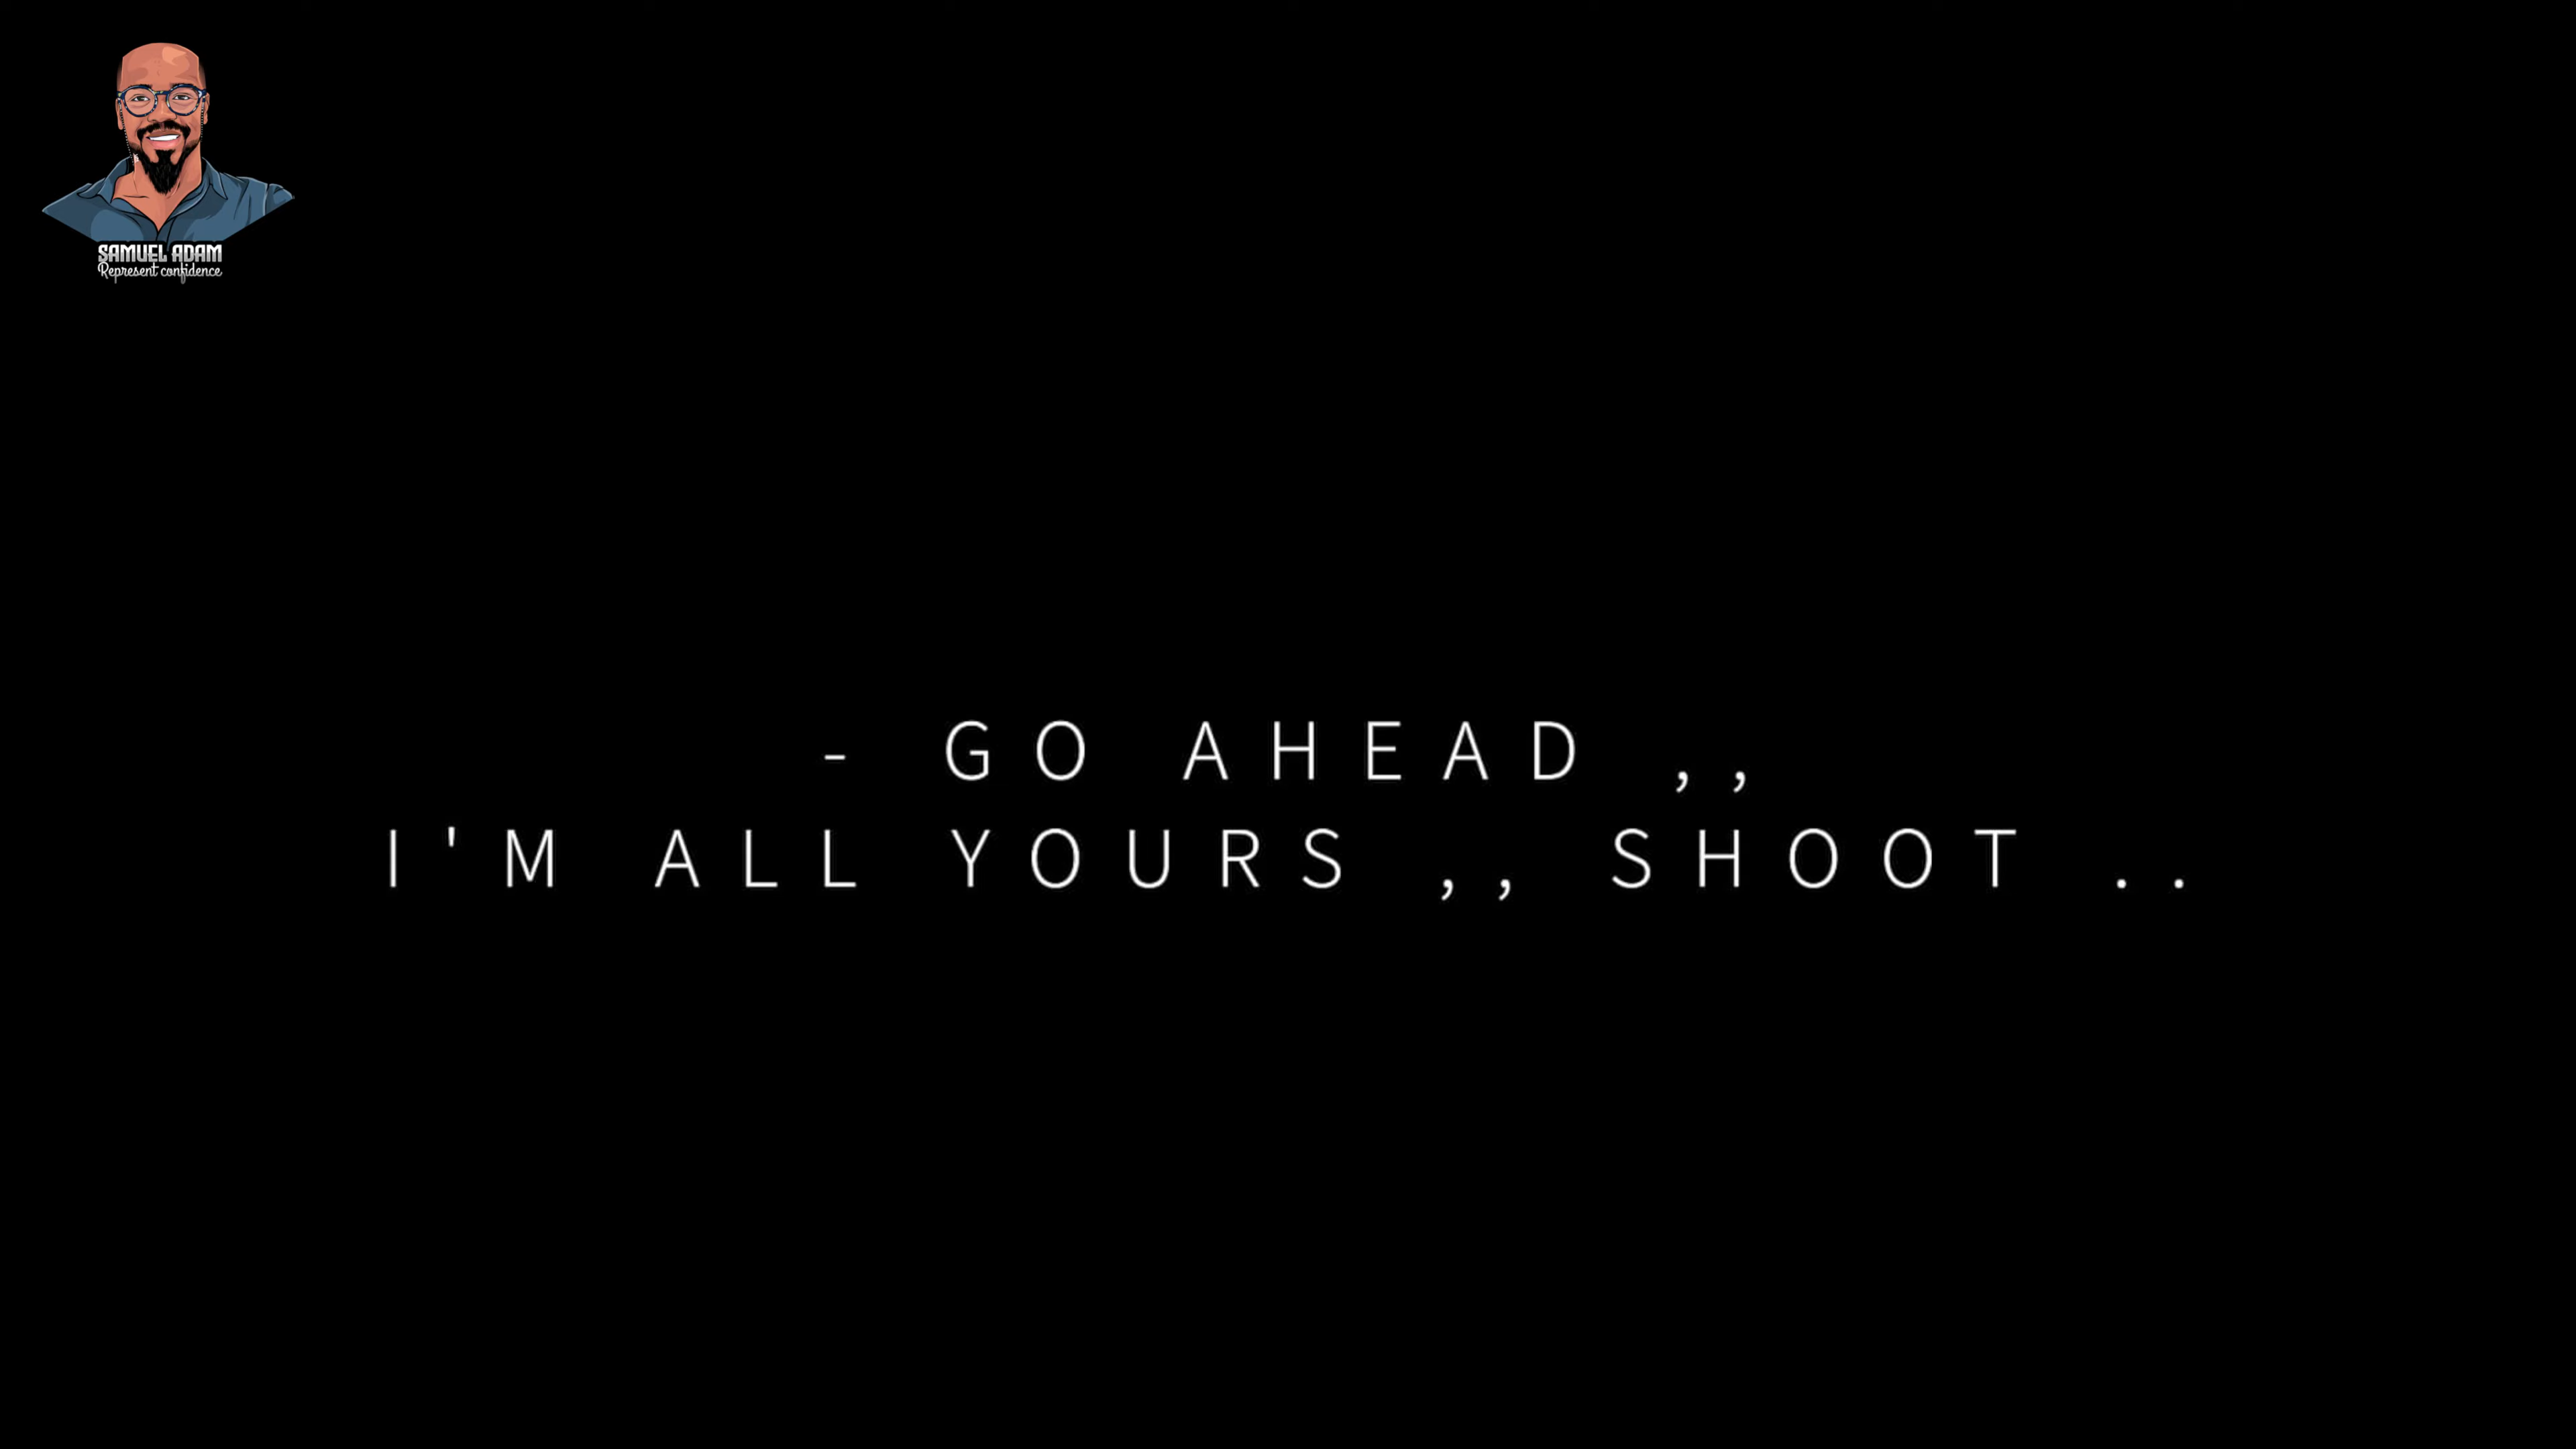 SAMUEL ADAM
Represent confidence
- GO AHEAD ,,
I'M ALL YOURS ,, SHOOT ..